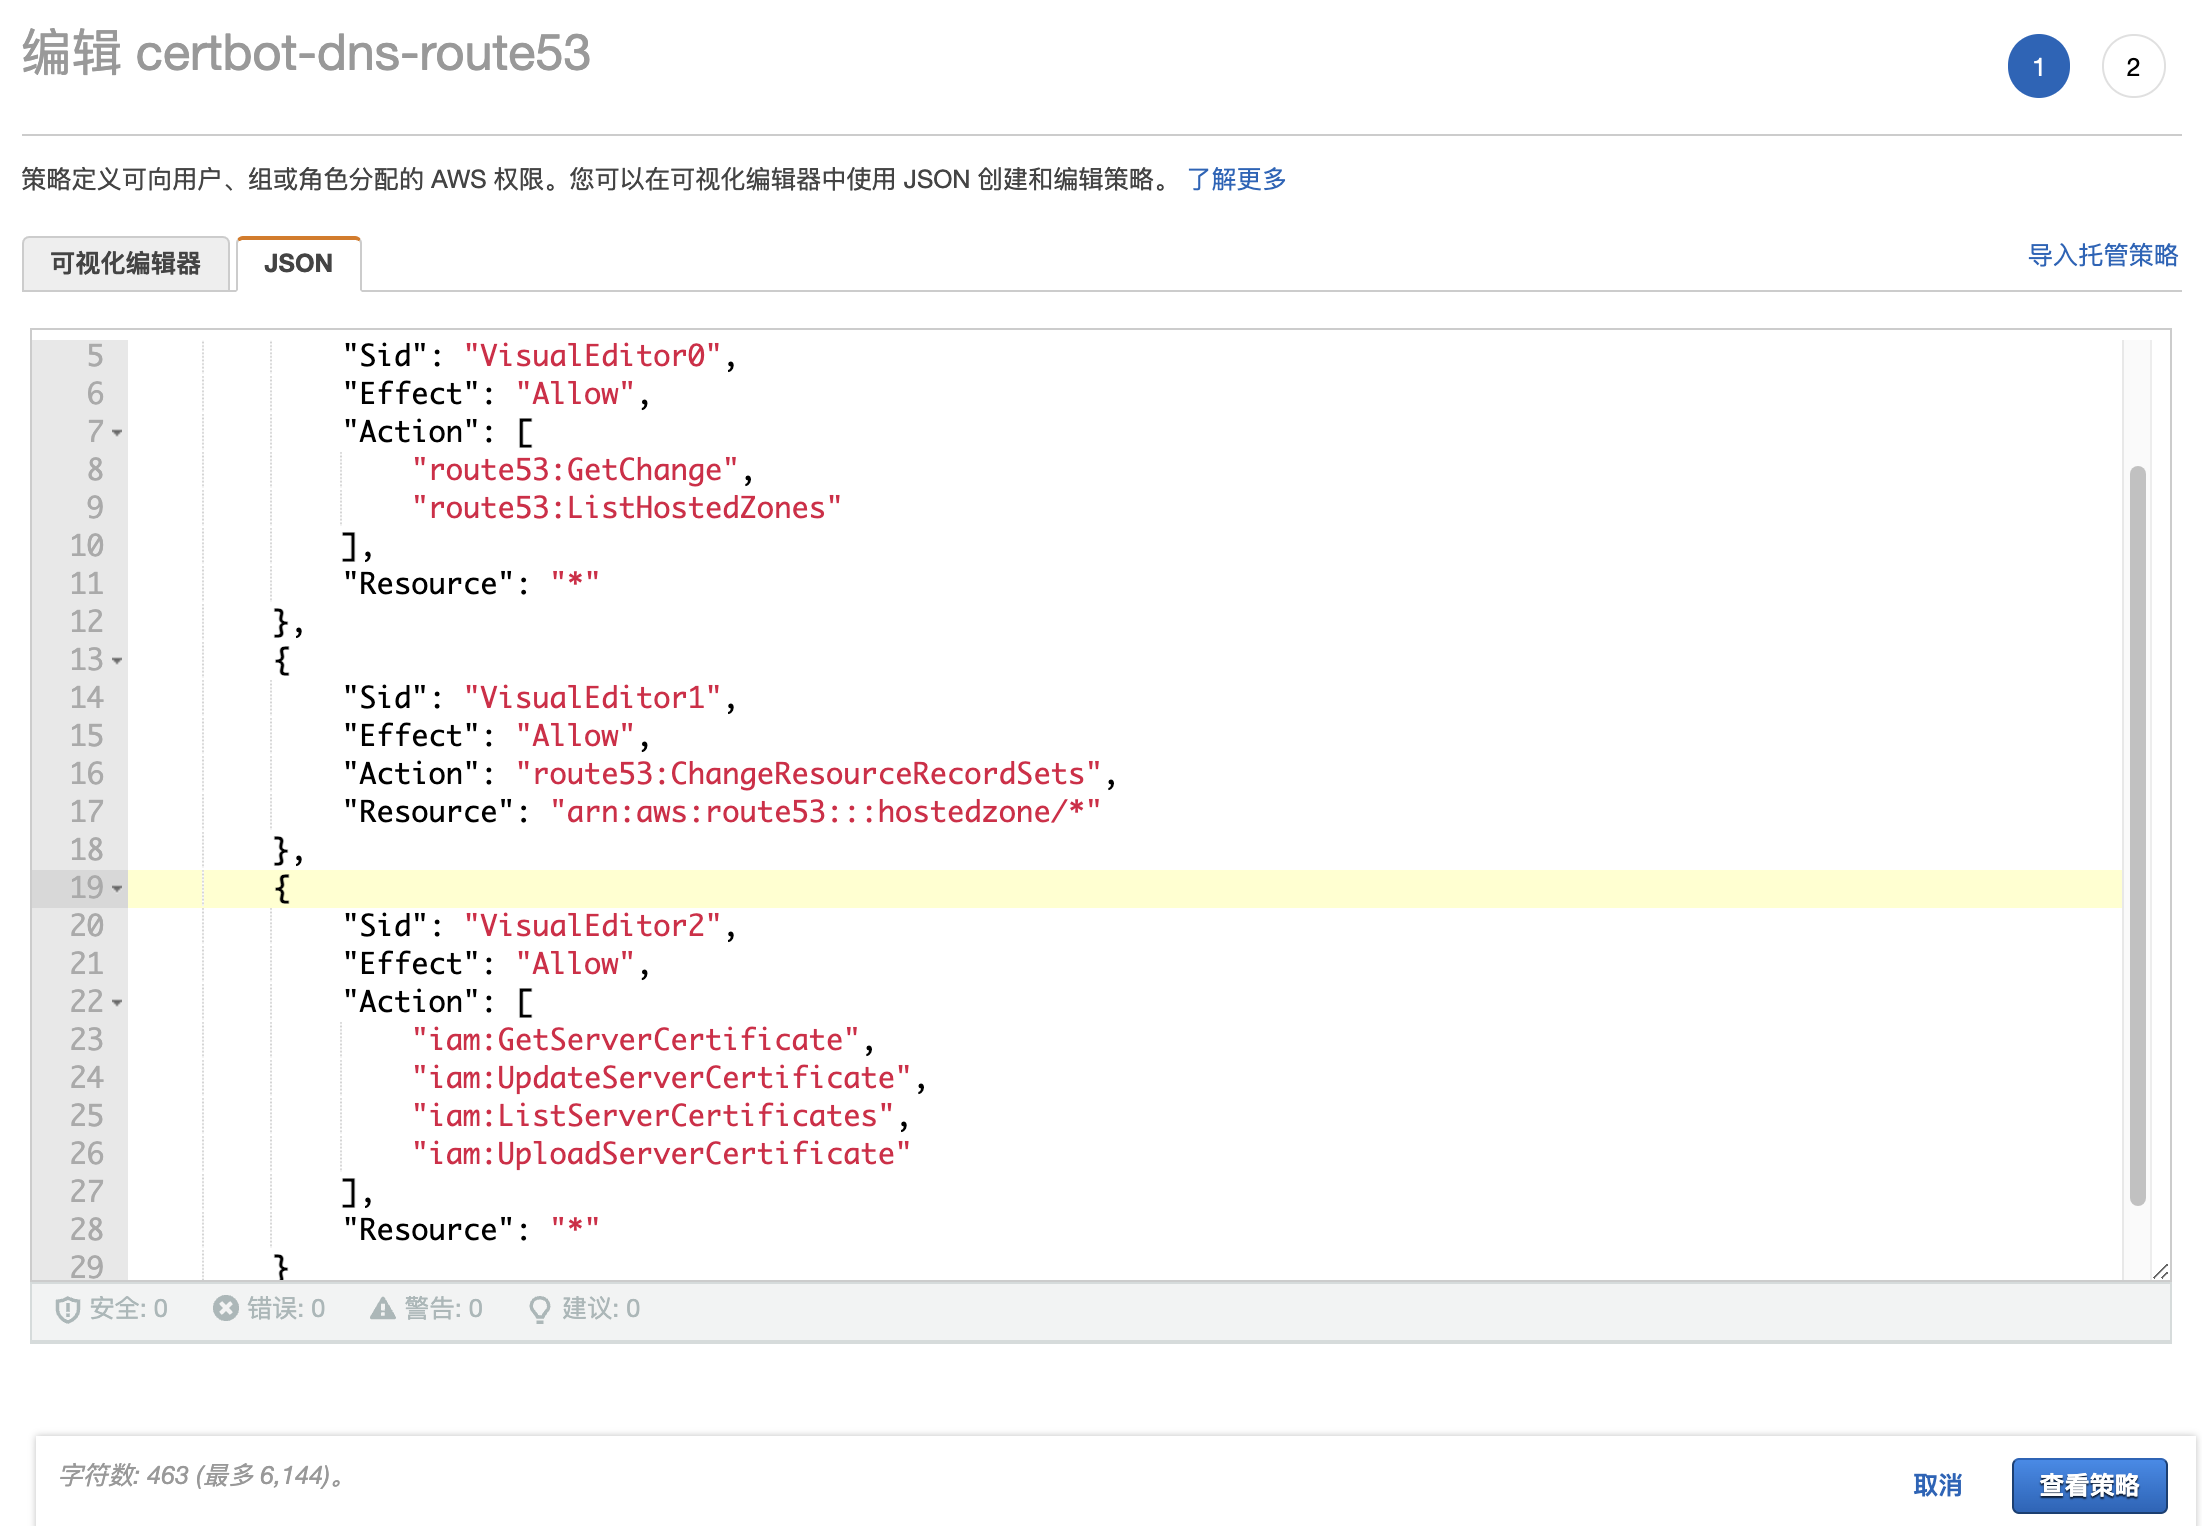 编辑 certbot-dns-route53
1
2
策略定义可向用户、组或角色分配的 AWS 权限。您可以在可视化编辑器中使用 JSON 创建和编辑策略。 了解更多
可视化编辑器
JSON
导入托管策略
5 "Sid": "VisualEditor0",
6 "Effect": "Allow",
7 "Action": [
8 "route53:GetChange",
9 "route53:ListHostedZones"
10 ],
11 "Resource": "*"
12 },
13 {
14 "Sid": "VisualEditor1",
15 "Effect": "Allow",
16 "Action": "route53:ChangeResourceRecordSets",
17 "Resource": "arn:aws:route53:::hostedzone/*"
18 },
19 {
20 "Sid": "VisualEditor2",
21 "Effect": "Allow",
22 "Action": [
23 "iam:GetServerCertificate",
24 "iam:UpdateServerCertificate",
25 "iam:ListServerCertificates",
26 "iam:UploadServerCertificate"
27 ],
28 "Resource": "*"
29 }
安全: 0 错误: 0 警告: 0 建议: 0
字符数: 463 (最多 6,144)。
取消
查看策略